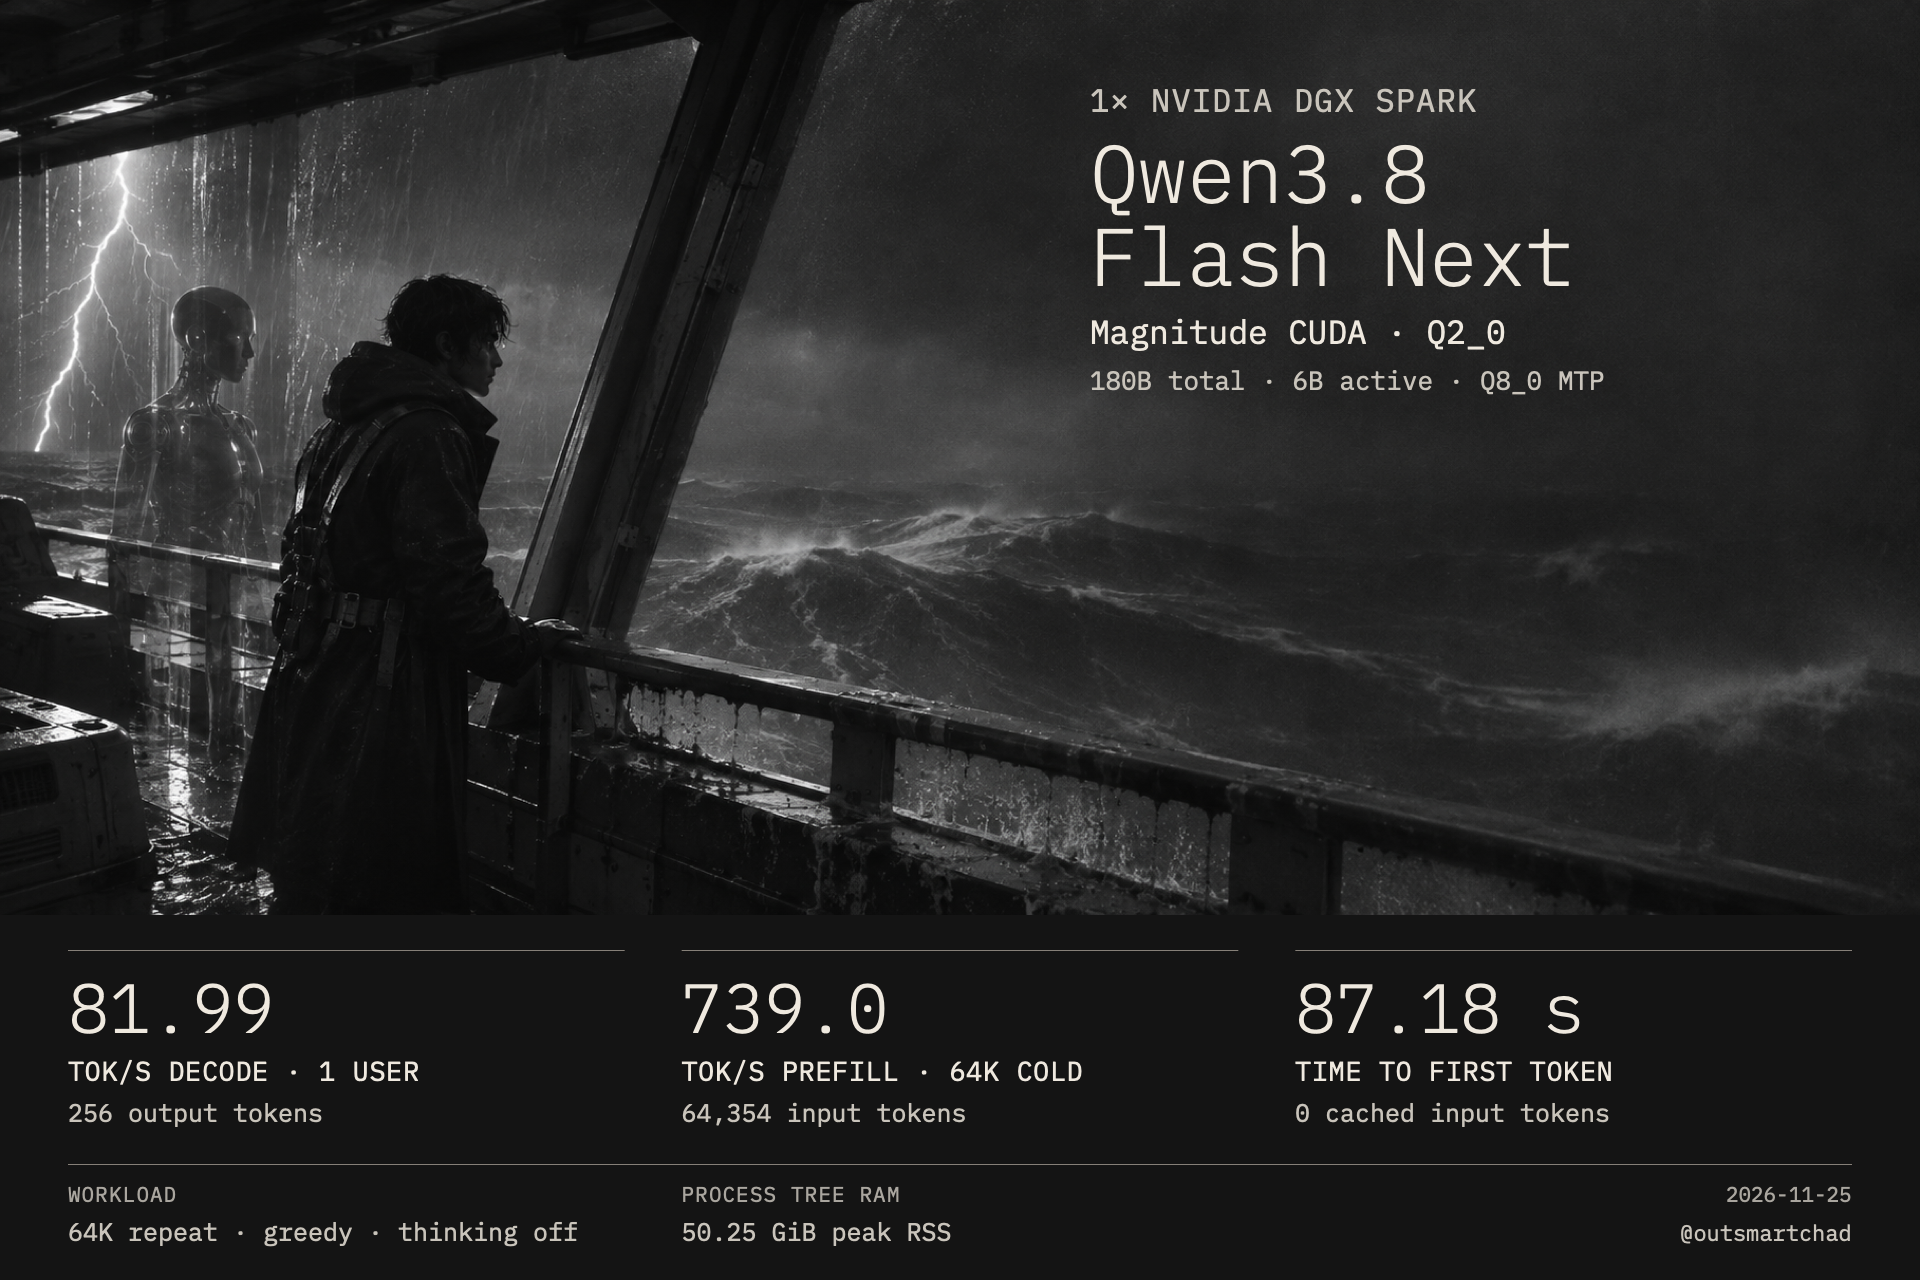 1× NVIDIA DGX SPARK
Qwen3.8
Flash Next
Magnitude CUDA · Q2_0
180B total · 6B active · Q8_0 MTP
81.99
TOK/S DECODE · 1 USER
256 output tokens
739.0
TOK/S PREFILL · 64K COLD
64,354 input tokens
87.18 s
TIME TO FIRST TOKEN
0 cached input tokens
WORKLOAD
64K repeat · greedy · thinking off
PROCESS TREE RAM
50.25 GiB peak RSS
2026-11-25
@outsmartchad